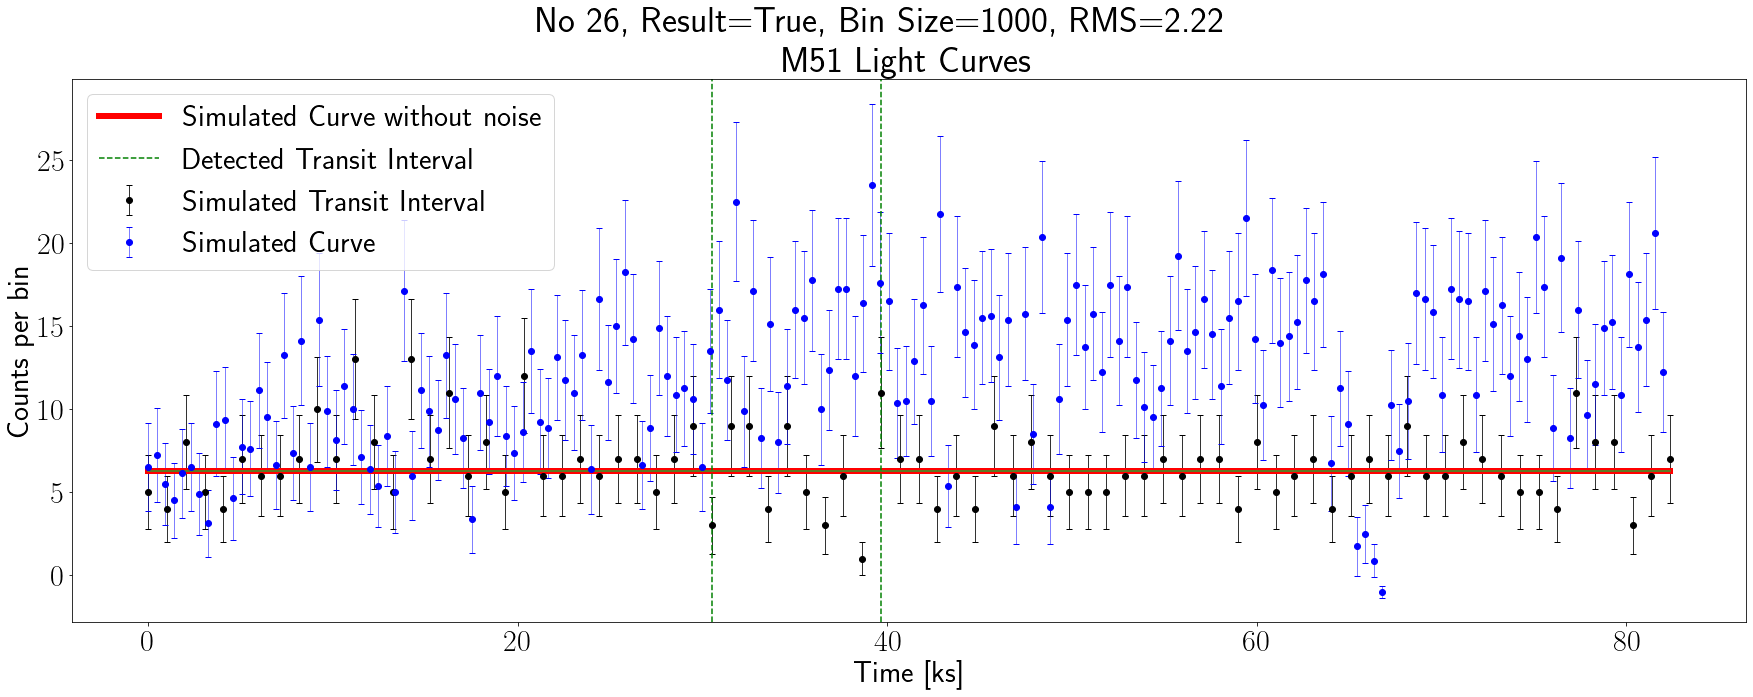 No 26, Result=True, Bin Size=1000, RMS=2.22
M51 Light Curves
Simulated Curve without noise
Detected Transit Interval
Simulated Transit Interval
Simulated Curve
Counts per bin
25
20
15
10
5
0
0 20 40 60 80
Time [ks]